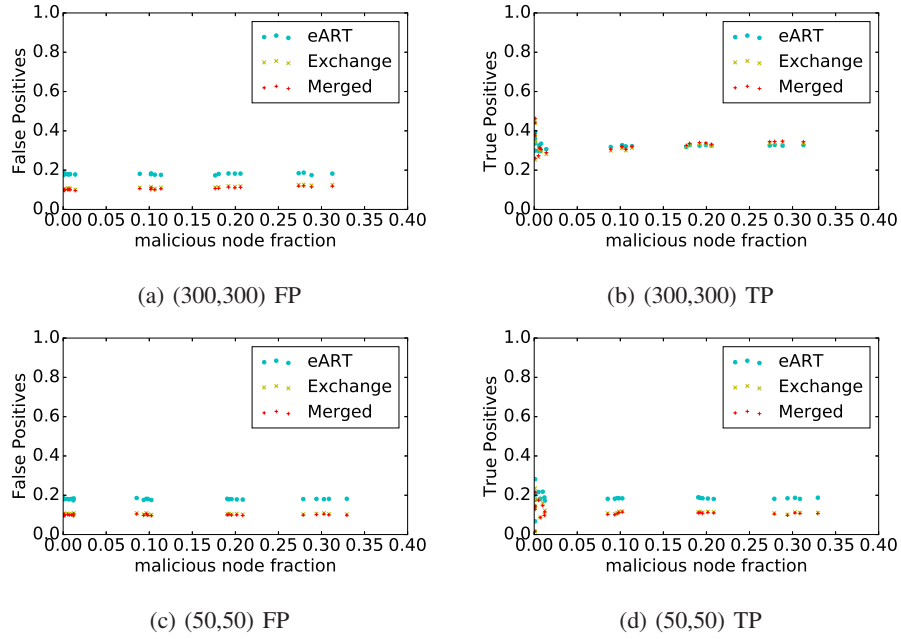 1.0
0.8
0.6
0.4
0.2
0.0
False Positives
eART
Exchange
Merged
0.00 0.05 0.10 0.15 0.20 0.25 0.30 0.35 0.40
malicious node fraction
(a) (300,300) FP
1.0
0.8
0.6
0.4
0.2
0.0
True Positives
eART
Exchange
Merged
0.00 0.05 0.10 0.15 0.20 0.25 0.30 0.35 0.40
malicious node fraction
(b) (300,300) TP
1.0
0.8
0.6
0.4
0.2
0.0
False Positives
eART
Exchange
Merged
0.00 0.05 0.10 0.15 0.20 0.25 0.30 0.35 0.40
malicious node fraction
(c) (50,50) FP
1.0
0.8
0.6
0.4
0.2
0.0
True Positives
eART
Exchange
Merged
0.00 0.05 0.10 0.15 0.20 0.25 0.30 0.35 0.40
malicious node fraction
(d) (50,50) TP